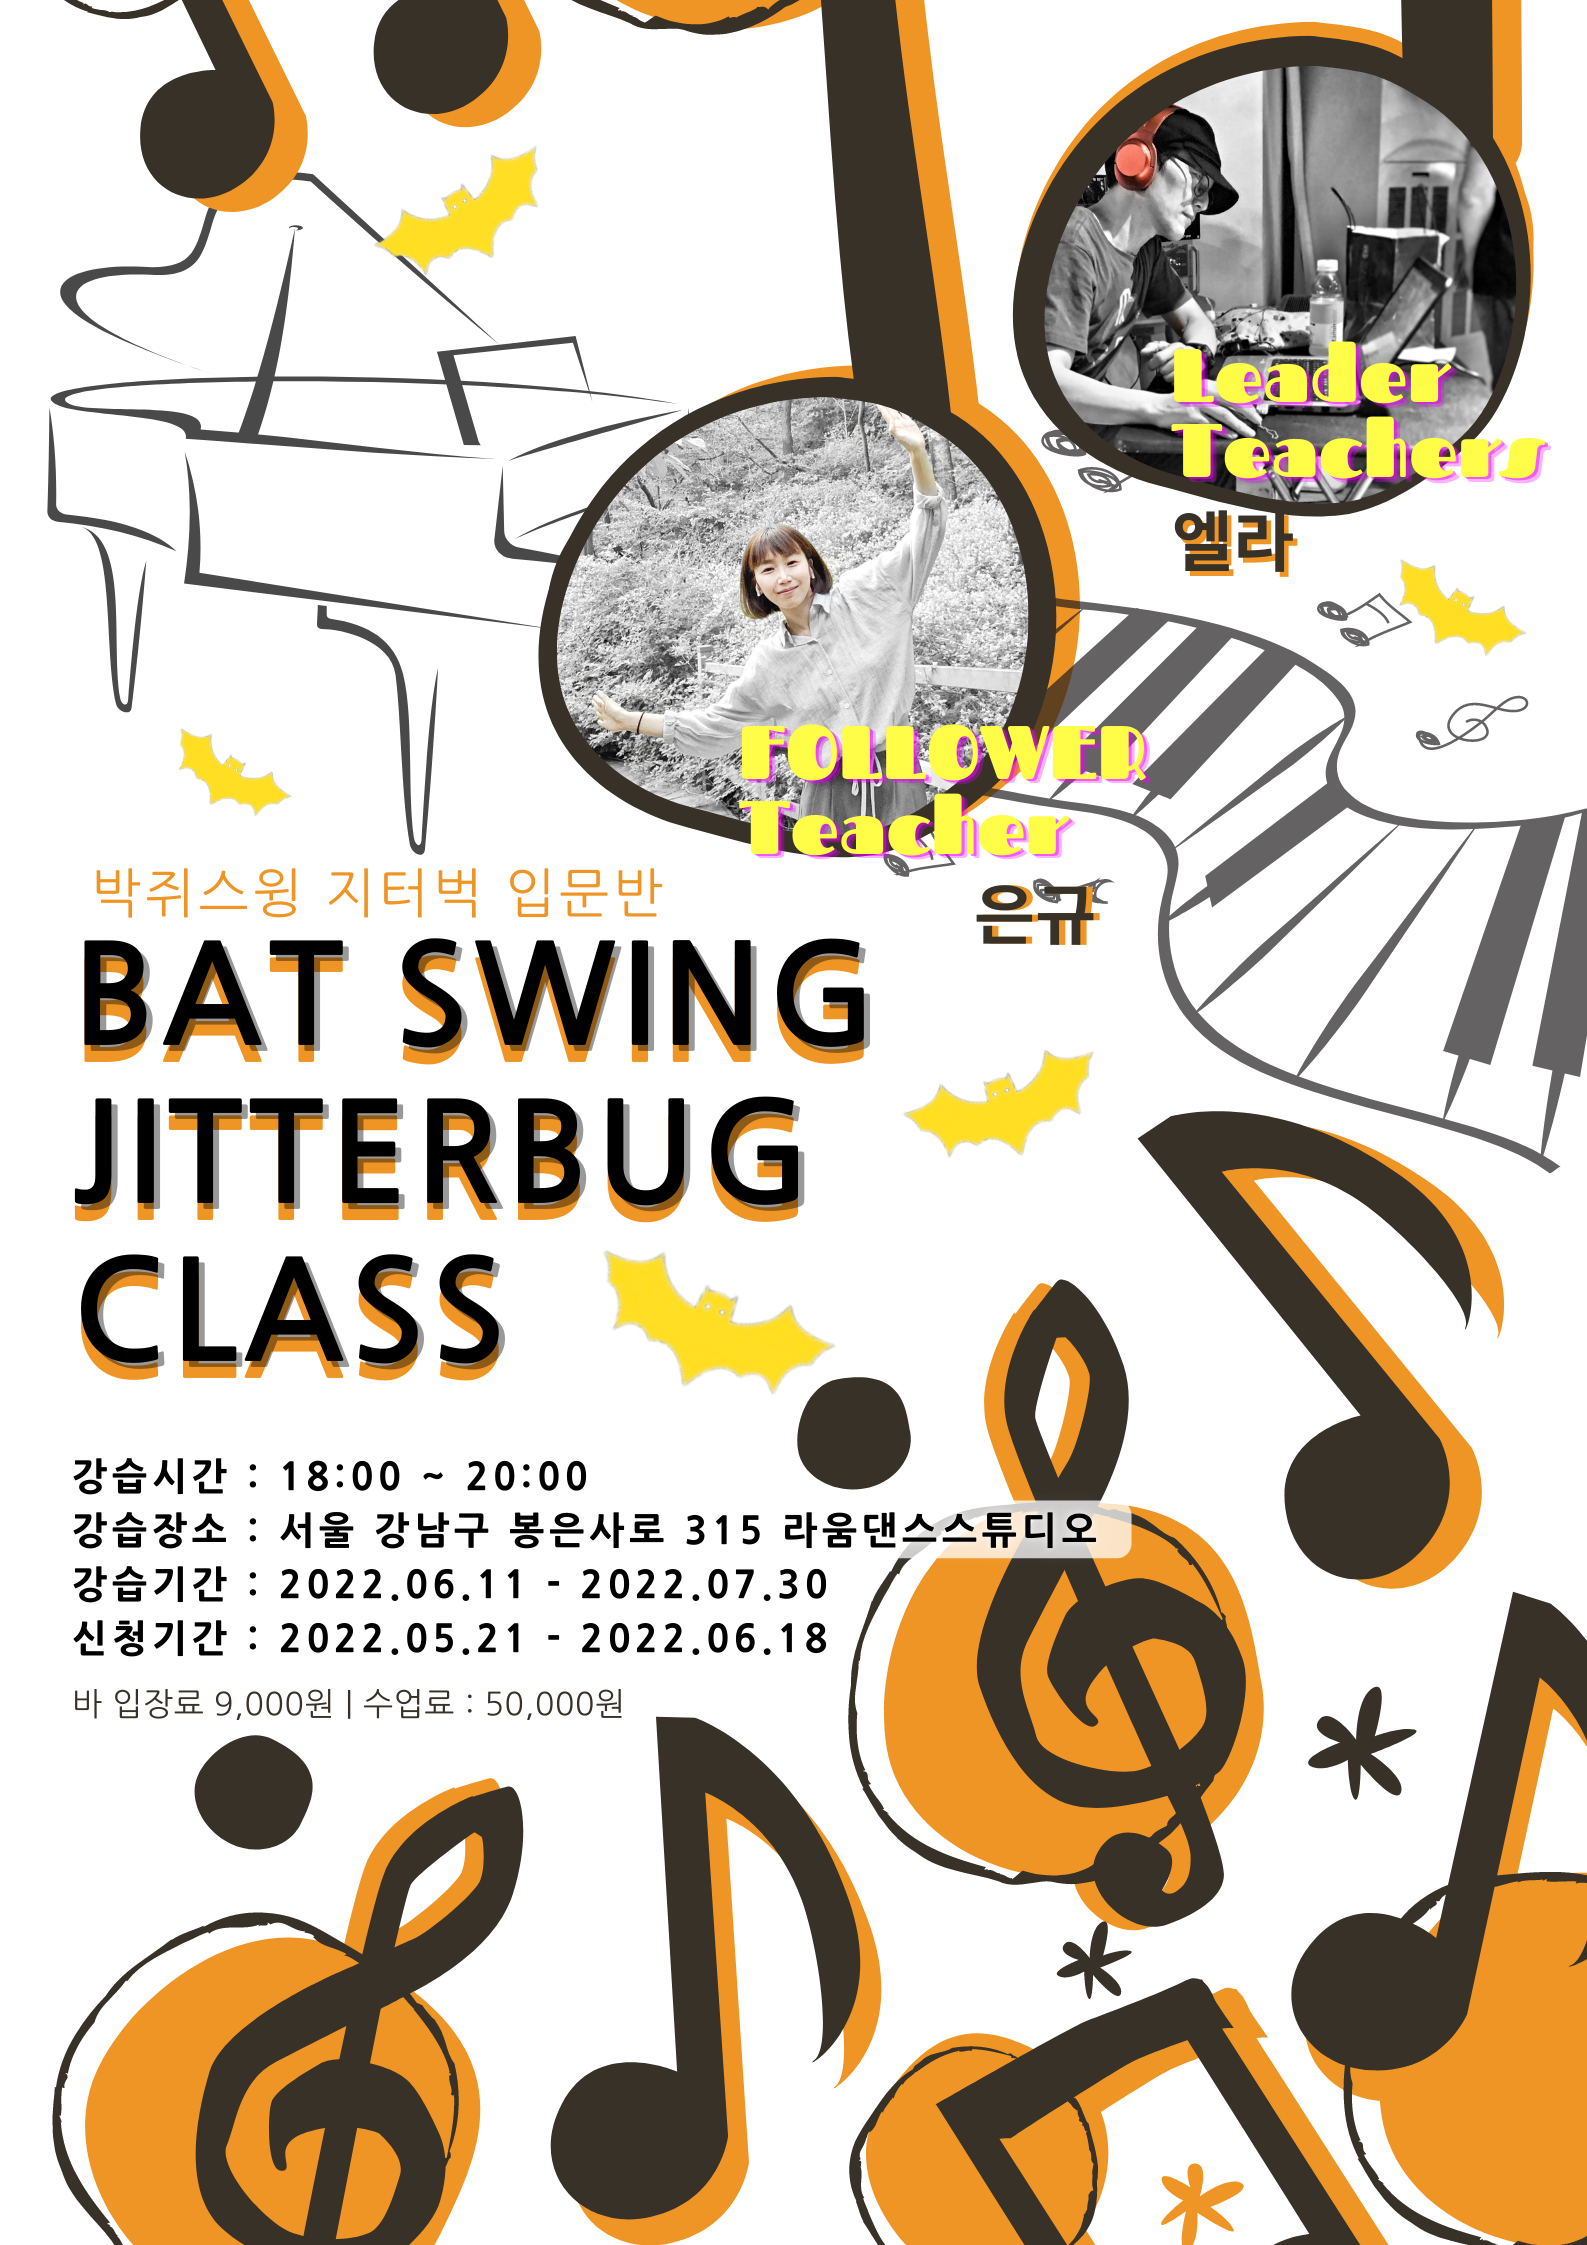 Leader
Teachers
엘라
FOLLOWER
Teacher
은규
박쥐스윙 지터벅 입문반
BAT SWING
JITTERBUG
CLASS
강습시간 : 18:00 ~ 20:00
강습장소 : 서울 강남구 봉은사로 315 라움댄스스튜디오
강습기간 : 2022.06.11 - 2022.07.30
신청기간 : 2022.05.21 - 2022.06.18
바 입장료 9,000원 | 수업료 : 50,000원